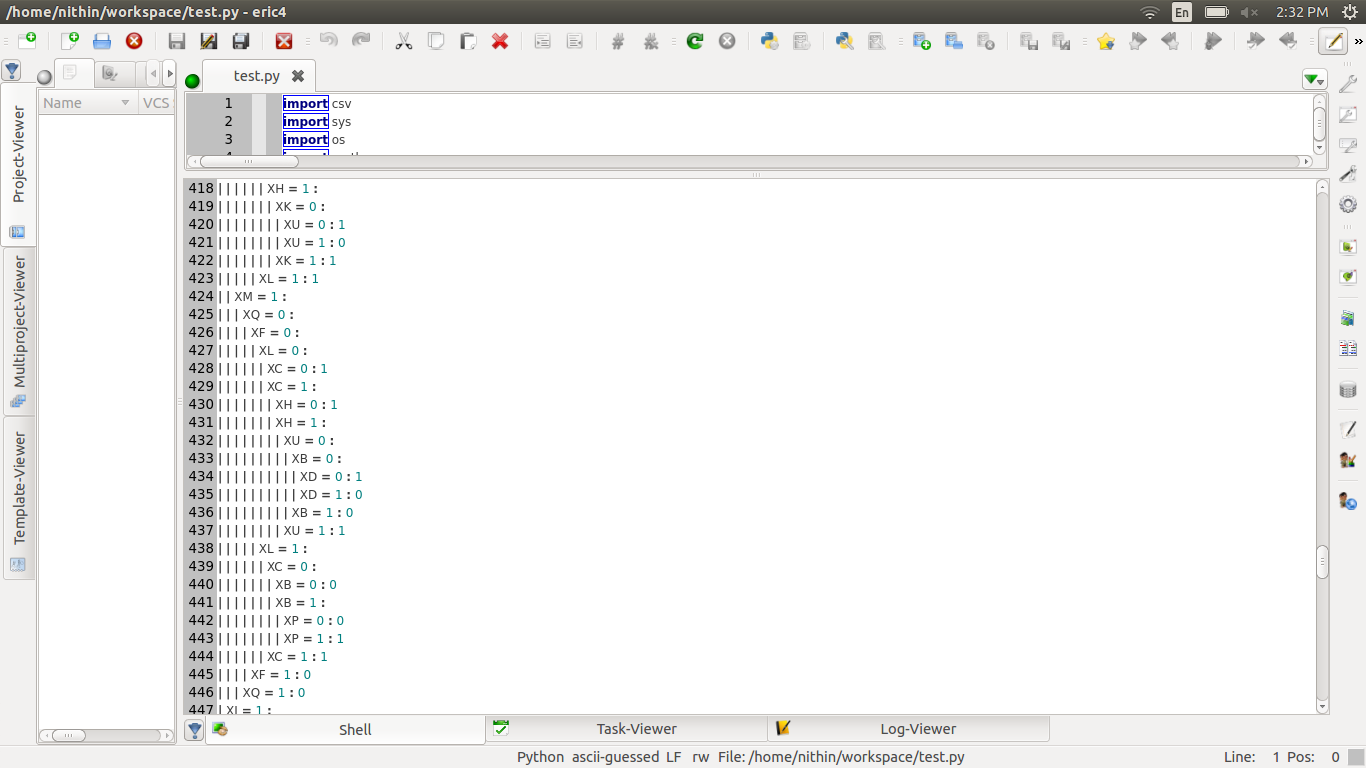 /home/nithin/workspace/test.py - eric4
En
2:32 PM
»
test.py
Name
VCS
Project-Viewer
Multiproject-Viewer
Template-Viewer
1 import csv
2 import sys
3 import os
418 | | | | | | XH = 1 :
419 | | | | | | | XK = 0 :
420 | | | | | | | | XU = 0 : 1
421 | | | | | | | | XU = 1 : 0
422 | | | | | | | XK = 1 : 1
423 | | | | | XL = 1 : 1
424 | | XM = 1 :
425 | | | XQ = 0 :
426 | | | | XF = 0 :
427 | | | | | XL = 0 :
428 | | | | | | XC = 0 : 1
429 | | | | | | XC = 1 :
430 | | | | | | | XH = 0 : 1
431 | | | | | | | XH = 1 :
432 | | | | | | | | XU = 0 :
433 | | | | | | | | | XB = 0 :
434 | | | | | | | | | | XD = 0 : 1
435 | | | | | | | | | | XD = 1 : 0
436 | | | | | | | | | XB = 1 : 0
437 | | | | | | | | XU = 1 : 1
438 | | | | | XL = 1 :
439 | | | | | | XC = 0 :
440 | | | | | | | XB = 0 : 0
441 | | | | | | | XB = 1 :
442 | | | | | | | | XP = 0 : 0
443 | | | | | | | | XP = 1 : 1
444 | | | | | | XC = 1 : 1
445 | | | | XF = 1 : 0
446 | | | XQ = 1 : 0
447
Shell
Task-Viewer
Log-Viewer
Python ascii-guessed LF rw File: /home/nithin/workspace/test.py Line: 1 Pos: 0